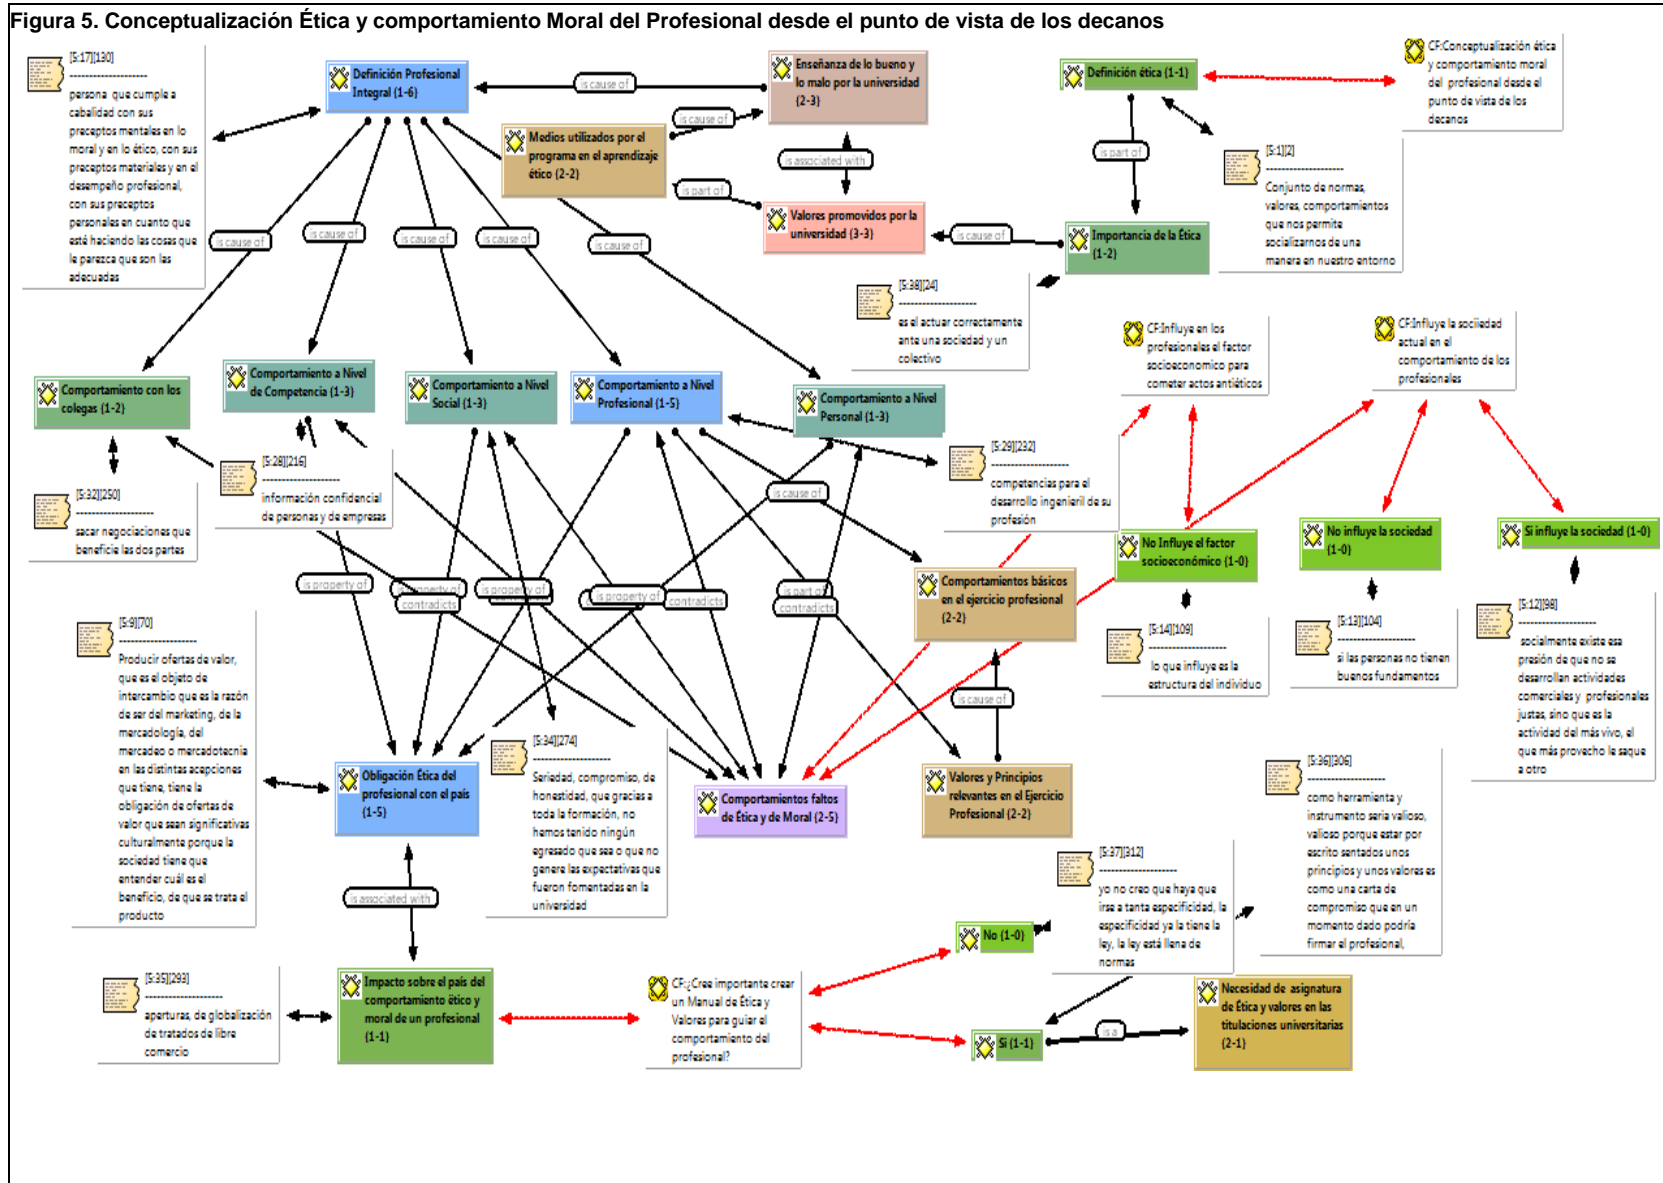 Figura 5. Conceptualización Ética y comportamiento Moral del Profesional desde el punto de vista de los decanos
[5:17][130]
--------------------
persona que cumple a
cabalidad con sus
preceptos mentales en lo
moral y en lo ético, con sus
preceptos materiales y en el
desempeño profesional,
con sus preceptos
personales en cuanto que
esté haciendo las cosas que
le parezca que son las
adecuadas
Definición Profesional
Integral {1-6}
is cause of
Enseñanza de lo bueno y
lo malo por la universidad
{2-3}
Medios utilizados por el
programa en el aprendizaje
ético {2-2}
is cause of
is associated with
is part of
Valores promovidos por la
universidad {3-3}
is cause of
Definición ética {1-1}
is part of
Importancia de la Ética
{1-2}
CF:Conceptualización ética
y comportamiento moral
del profesional desde el
punto de vista de los
decanos
[5:1][2]
--------------------
Conjunto de normas,
valores, comportamientos
que nos permite
socializarnos de una
manera en nuestro entorno
[5:38][24]
--------------------
es el actuar correctamente
ante una sociedad y un
colectivo
is cause of
is cause of
is cause of
is cause of
is cause of
CF:Influye en los
profesionales el factor
socioeconomico para
cometer actos antiéticos
CF:Influye la sociiedad
actual en el
comportamiento de los
profesionales
Comportamiento con los
colegas {1-2}
Comportamiento a Nivel
de Competencia {1-3}
Comportamiento a Nivel
Social {1-3}
Comportamiento a Nivel
Profesional {1-5}
Comportamiento a Nivel
Personal {1-3}
[5:32][250]
--------------------
sacar negociaciones que
beneficie las dos partes
[5:28][216]
--------------------
información confidencial
de personas y de empresas
[5:29][232]
--------------------
competencias para el
desarrollo ingenieril de su
profesión
is cause of
No Influye el factor
socioeconómico {1-0}
No influye la sociedad
{1-0}
Si influye la sociedad {1-0}
is property of
contradicts
is property of
is property of
is property of
contradicts
is part of
contradicts
Comportamientos básicos
en el ejercicio profesional
{2-2}
is cause of
[5:14][109]
--------------------
lo que influye es la
estructura del individuo
[5:13][104]
--------------------
si las personas no tienen
buenos fundamentos
[5:12][98]
--------------------
socialmente existe esa
presión de que no se
desarrollan actividades
comerciales y profesionales
justas, sino que es la
actividad del más vivo, el
que más provecho le saque
a otro
[5:9][70]
--------------------
Producir ofertas de valor,
que es el objeto de
intercambio que es la razón
de ser del marketing, de la
mercadología, del
mercadeo o mercadotecnia
en las distintas acepciones
que tiene, tiene la
obligación de ofertas de
valor que sean significativas
culturalmente porque la
sociedad tiene que
entender cuál es el
beneficio, de que se trata el
producto
Obligación Ética del
profesional con el país
{1-5}
[5:34][274]
--------------------
Seriedad, compromiso, de
honestidad, que gracias a
toda la formación, no
hemos tenido ningún
egresado que sea o que no
genere las expectativas que
fueron fomentadas en la
universidad
Comportamientos faltos
de Ética y de Moral {2-5}
Valores y Principios
relevantes en el Ejercicio
Profesional {2-2}
[5:36][306]
--------------------
como herramienta y
instrumento seria valioso,
valioso porque estar por
escrito sentados unos
principios y unos valores es
como una carta de
compromiso que en un
momento dado podría
firmar el profesional,
[5:37][312]
--------------------
yo no creo que haya que
irse a tanta especificidad, la
especificidad ya la tiene la
ley, la ley está llena de
normas
is associated with
No {1-0}
[5:35][293]
--------------------
aperturas, de globalización
de tratados de libre
comercio
Impacto sobre el país del
comportamiento ético y
moral de un profesional
{1-1}
CF:¿Cree importante crear
un Manual de Ética y
Valores para guiar el
comportamiento del
profesional?
Si {1-1}
is a
Necesidad de asignatura
de Ética y valores en las
titulaciones universitarias
{2-1}